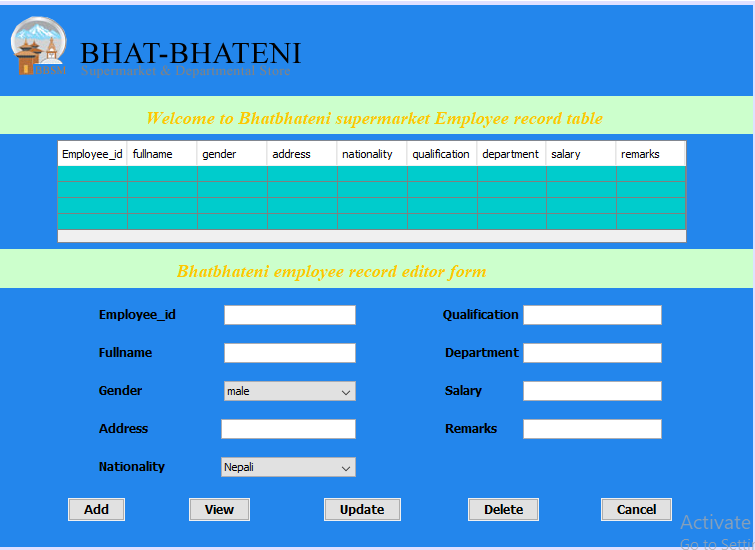 BHAT-BHATENI
BBSM
Supermarket & Departmental Store
Welcome to Bhatbhateni supermarket Employee record table
Employee_id fullname gender address nationality qualification department salary remarks
Bhatbhateni employee record editor form
Employee_id Qualification
Fullname Department
Gender male Salary
Address Remarks
Nationality Nepali
Add View Update Delete Cancel
Activate
Go to Setti